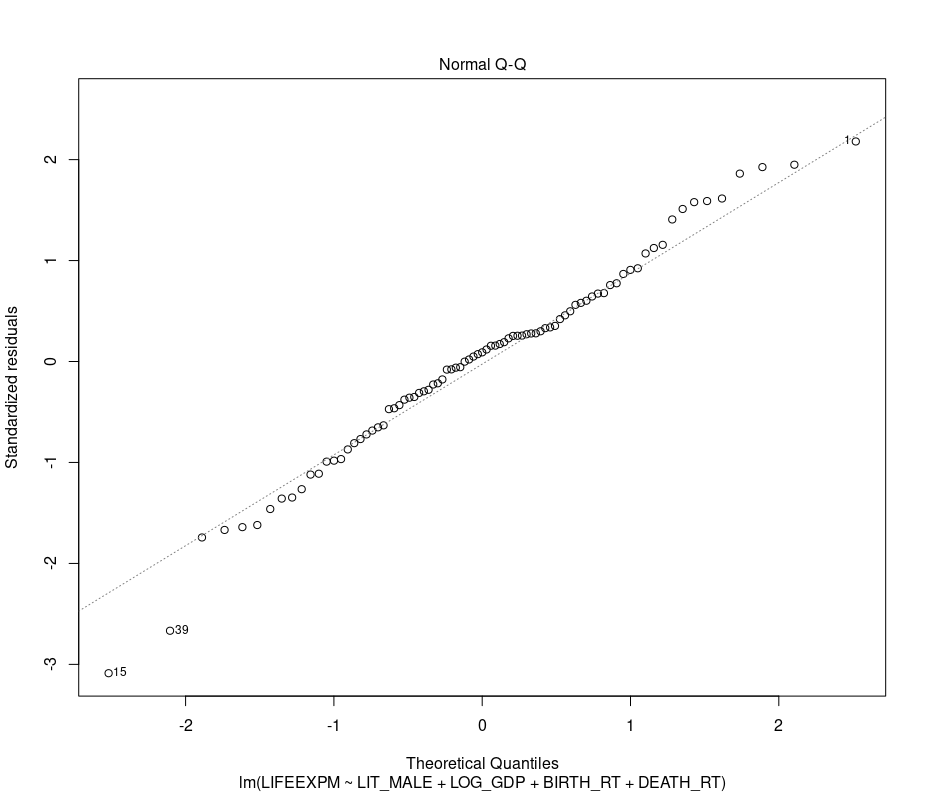 Normal Q-Q
Standardized residuals
2
1
0
-1
-2
-3
1
39
15
-2 -1 0 1 2
Theoretical Quantiles
lm(LIFEEXPM ~ LIT_MALE + LOG_GDP + BIRTH_RT + DEATH_RT)